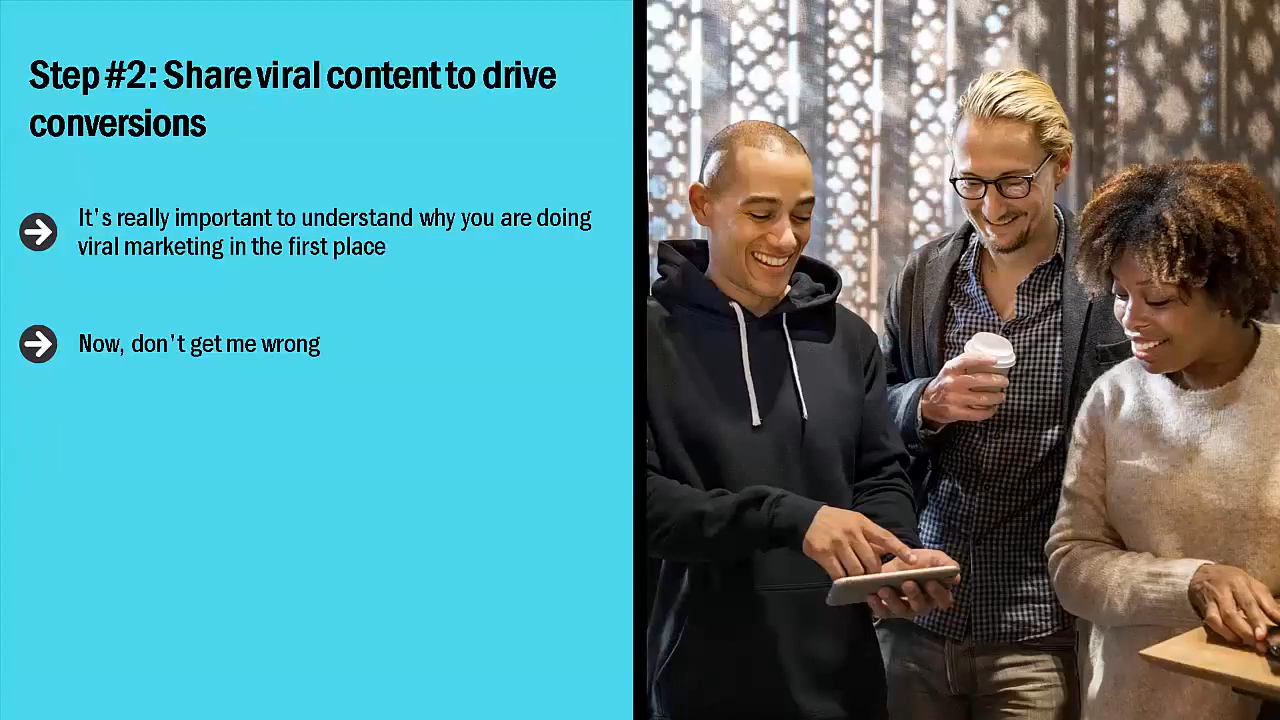 Step #2: Share viral content to drive
conversions
It's really important to understand why you are doing
viral marketing in the first place
Now, don't get me wrong